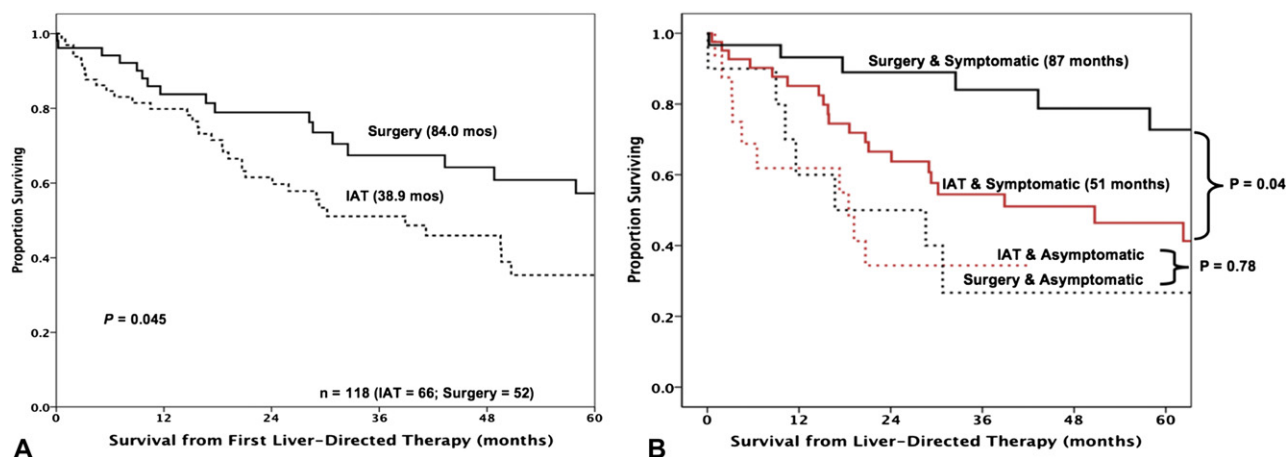 1.0
0.8
0.6
0.4
0.2
0.0
Proportion Surviving
Surgery (84.0 mos)
IAT (38.9 mos)
P = 0.045
n = 118 (IAT = 66; Surgery = 52)
0 12 24 36 48 60
Survival from First Liver-Directed Therapy (months)
A
1.0
0.8
0.6
0.4
0.2
0.0
Proportion Surviving
Surgery & Symptomatic (87 months)
IAT & Symptomatic (51 months)
P = 0.04
IAT & Asymptomatic
Surgery & Asymptomatic
P = 0.78
0 12 24 36 48 60
Survival from Liver-Directed Therapy (months)
B